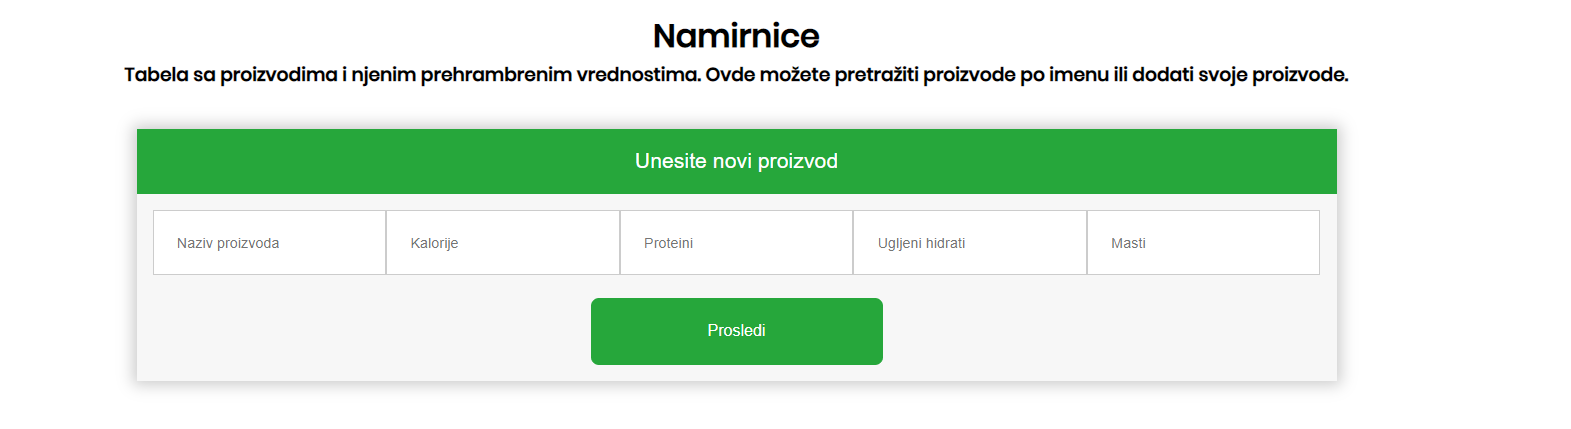 Namirnice
Tabela sa proizvodima i njenim prehrambrenim vrednostima. Ovde možete pretražiti proizvode po imenu ili dodati svoje proizvode.
Unesite novi proizvod
Naziv proizvoda Kalorije Proteini Ugljeni hidrati Masti
Prosledi